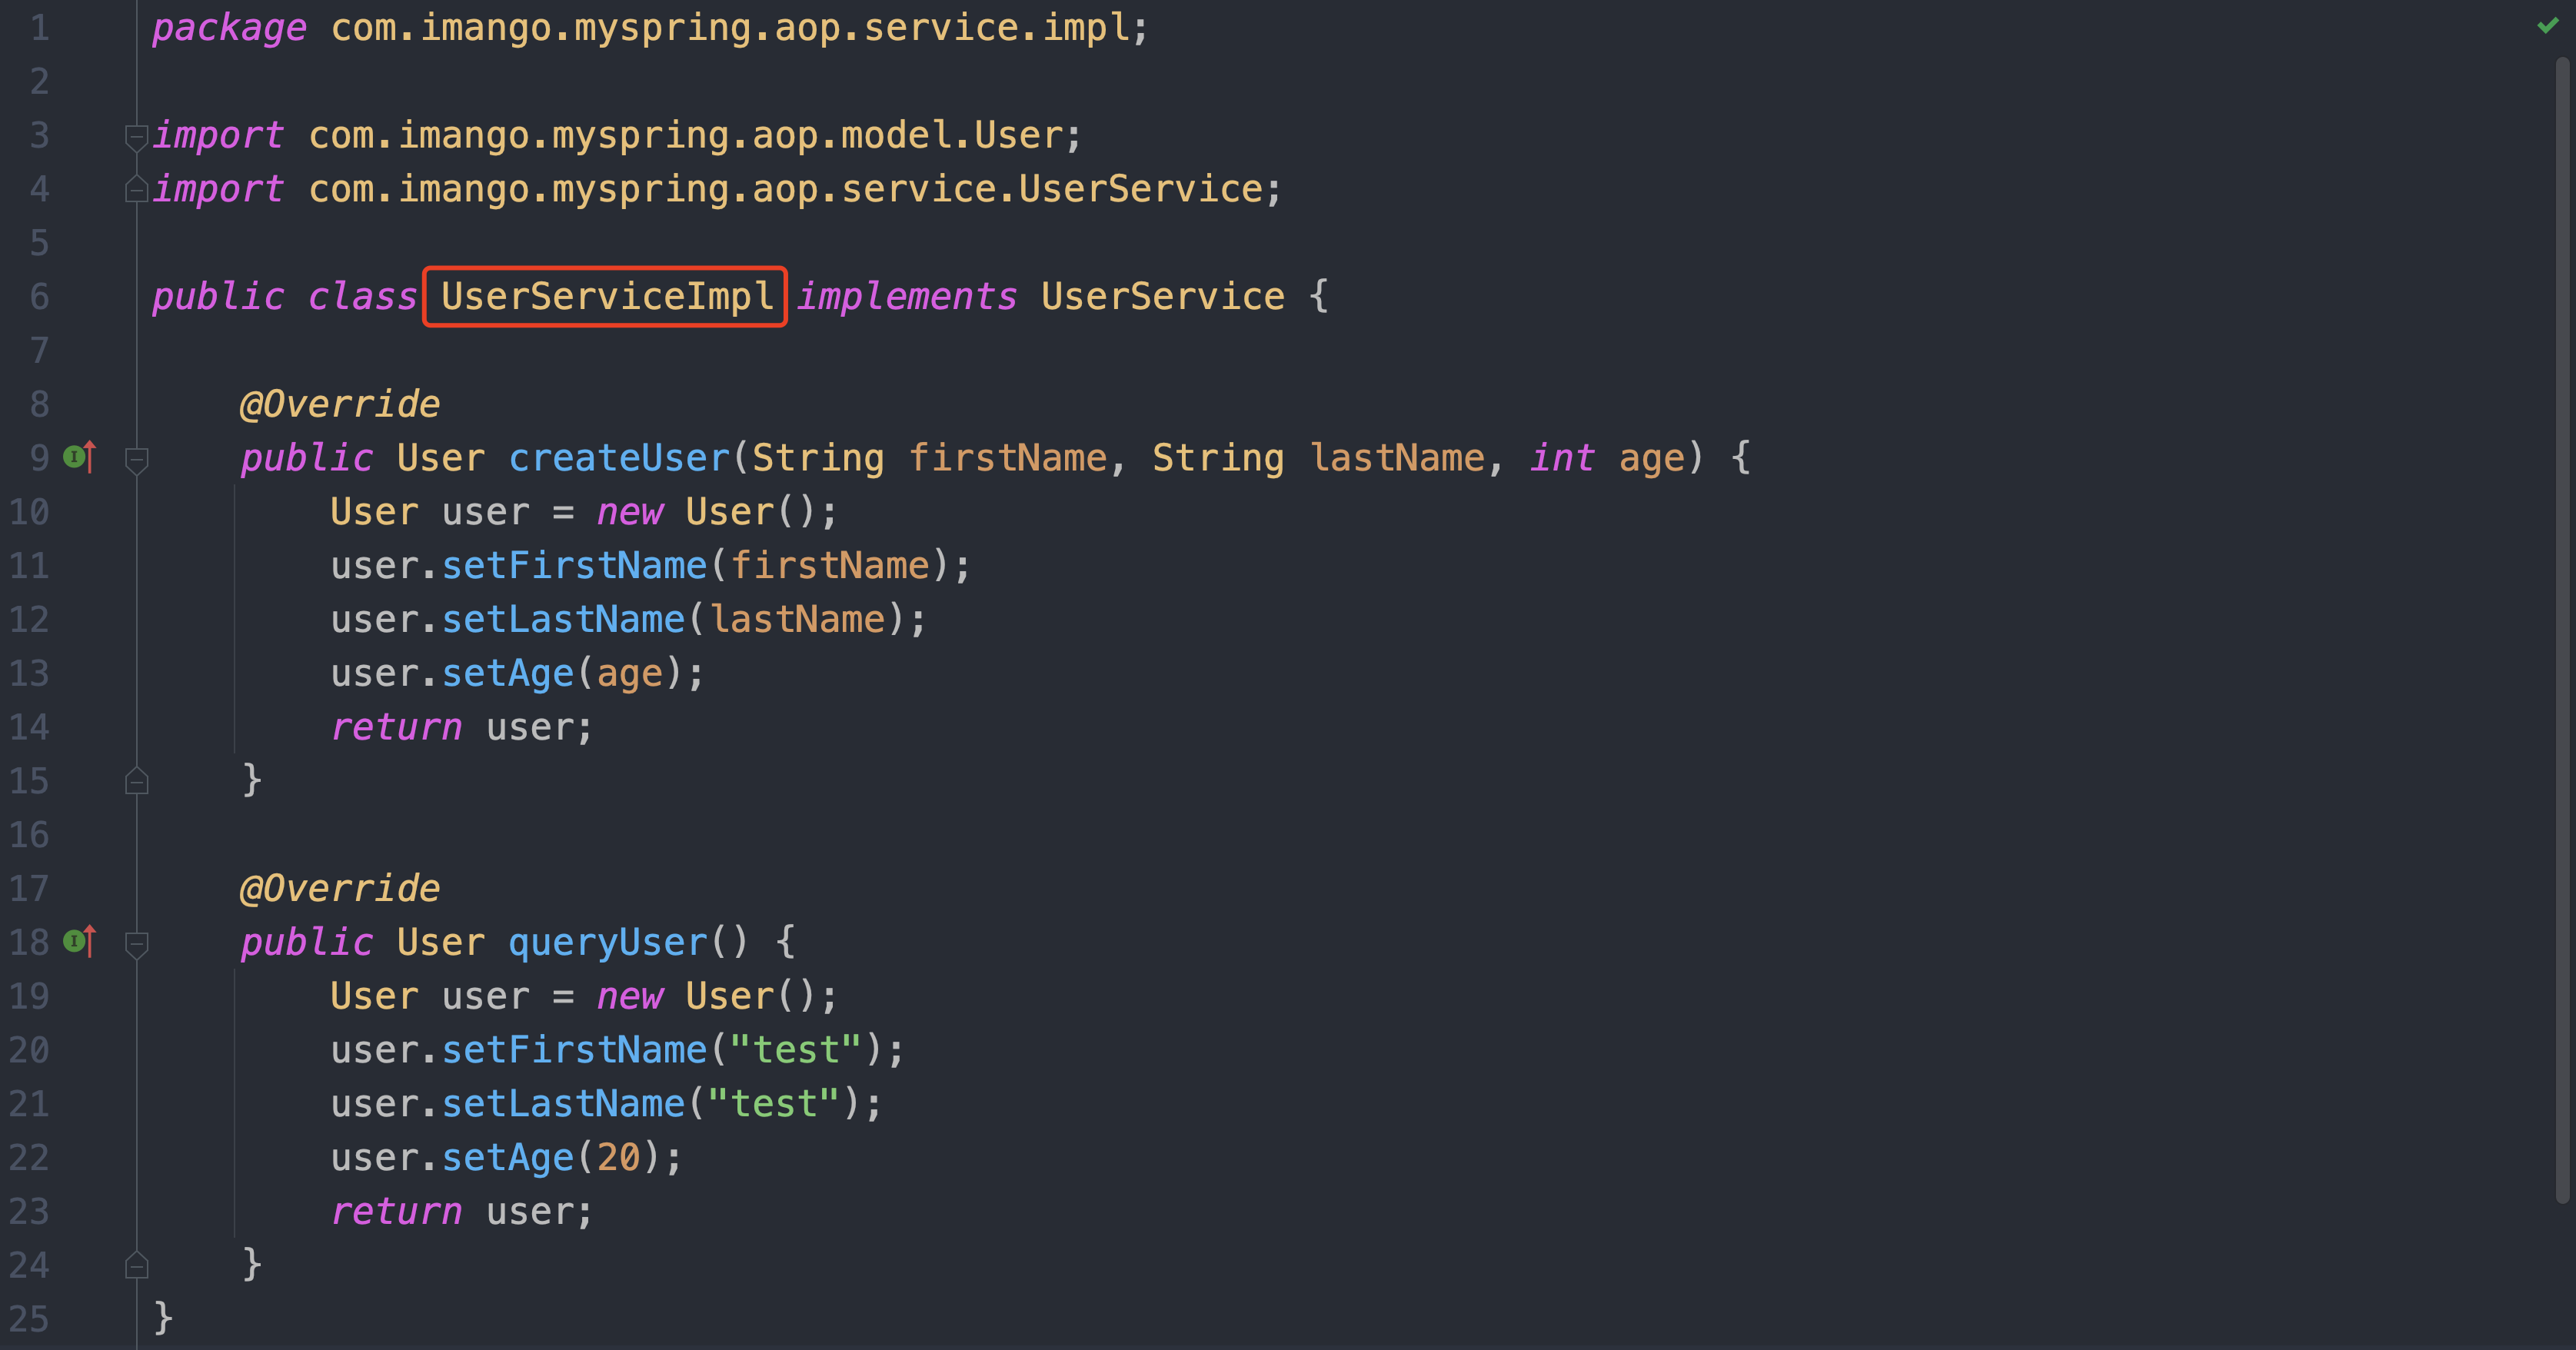 1 package com.imango.myspring.aop.service.impl;
2
3 import com.imango.myspring.aop.model.User;
4 import com.imango.myspring.aop.service.UserService;
5
6 public class UserServiceImpl implements UserService {
7
8     @Override
9     public User createUser(String firstName, String lastName, int age) {
10         User user = new User();
11         user.setFirstName(firstName);
12         user.setLastName(lastName);
13         user.setAge(age);
14         return user;
15     }
16
17     @Override
18     public User queryUser() {
19         User user = new User();
20         user.setFirstName("test");
21         user.setLastName("test");
22         user.setAge(20);
23         return user;
24     }
25 }